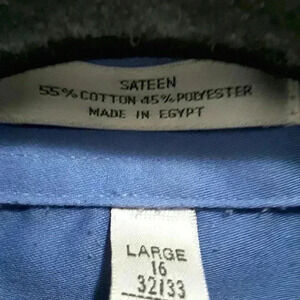 SATEEN
55% COTTON 45% POLYESTER
MADE IN EGYPT
LARGE
16
32/33